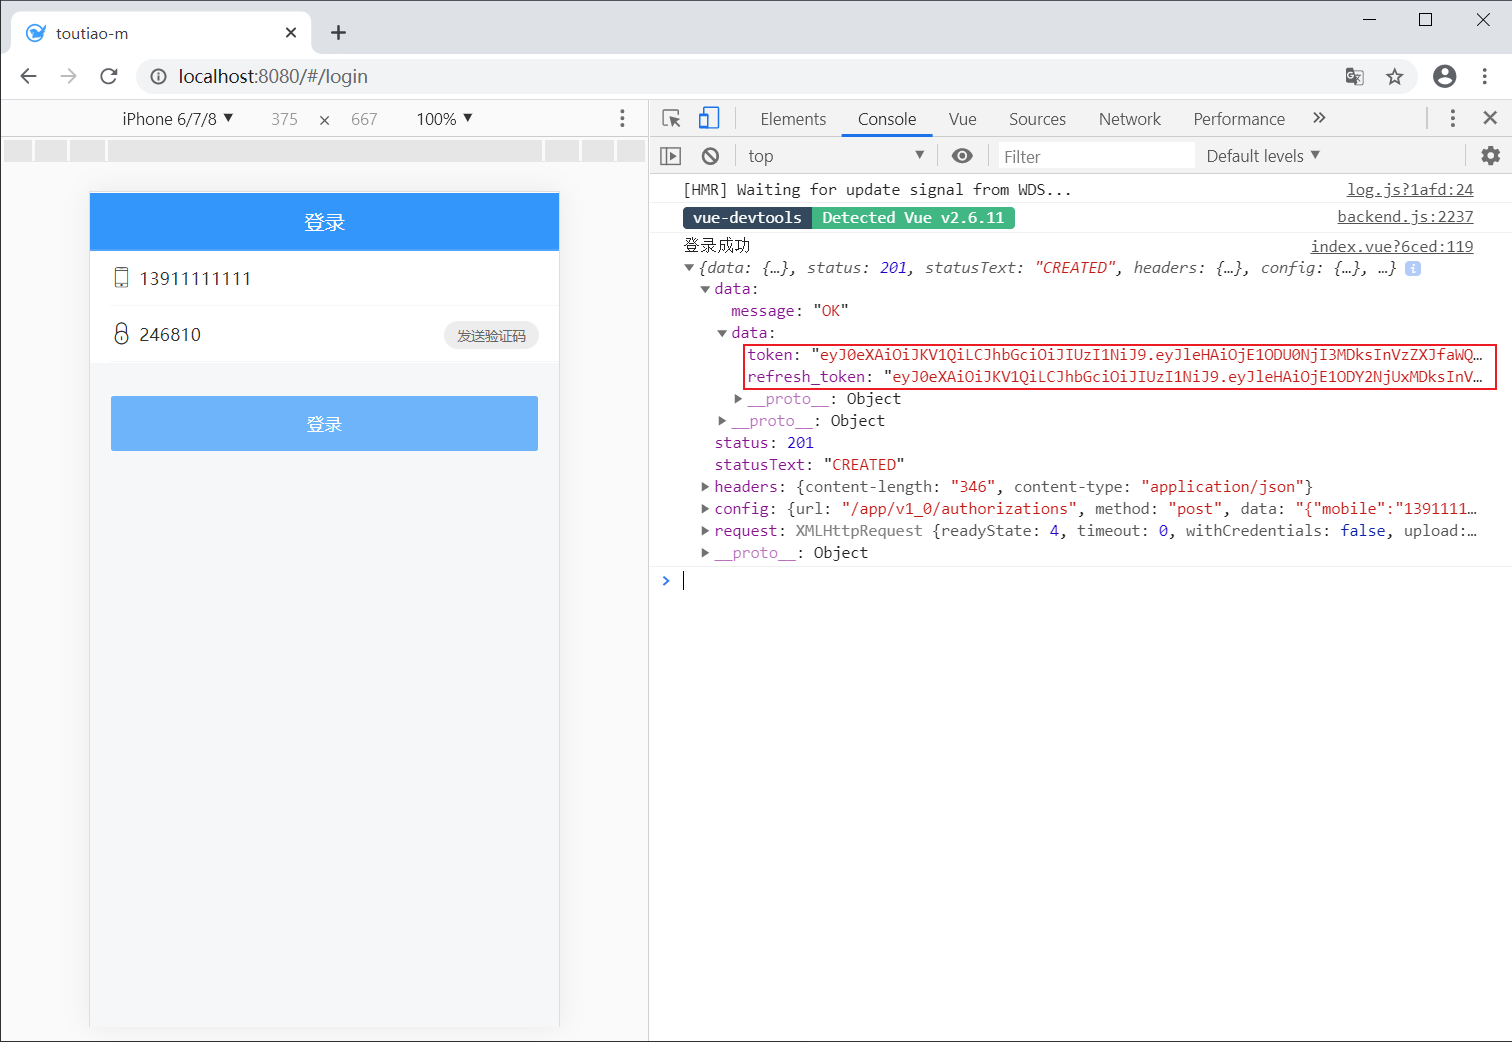 toutiao-m
localhost:8080/#/login
iPhone 6/7/8 ▼ 375 × 667 100% ▼
登录
13911111111
246810 发送验证码
登录
Elements Console Vue Sources Network Performance »
top ▼ Filter Default levels ▼
[HMR] Waiting for update signal from WDS... log.js?1afd:24
vue-devtools Detected Vue v2.6.11 backend.js:2237
登录成功 index.vue?6ced:119
▼{data: {…}, status: 201, statusText: "CREATED", headers: {…}, config: {…}, …} i
▼data:
message: "OK"
▼data:
token: "eyJ0eXAiOiJKV1QiLCJhbGciOiJIUzI1NiJ9.eyJleHAiOjE1ODU0NjI3MDksInVzZXJfaWQ…
refresh_token: "eyJ0eXAiOiJKV1QiLCJhbGciOiJIUzI1NiJ9.eyJleHAiOjE1ODY2NjUxMDksInV…
▶__proto__: Object
▶__proto__: Object
status: 201
statusText: "CREATED"
▶headers: {content-length: "346", content-type: "application/json"}
▶config: {url: "/app/v1_0/authorizations", method: "post", data: "{"mobile":"1391111…
▶request: XMLHttpRequest {readyState: 4, timeout: 0, withCredentials: false, upload:…
▶__proto__: Object
>